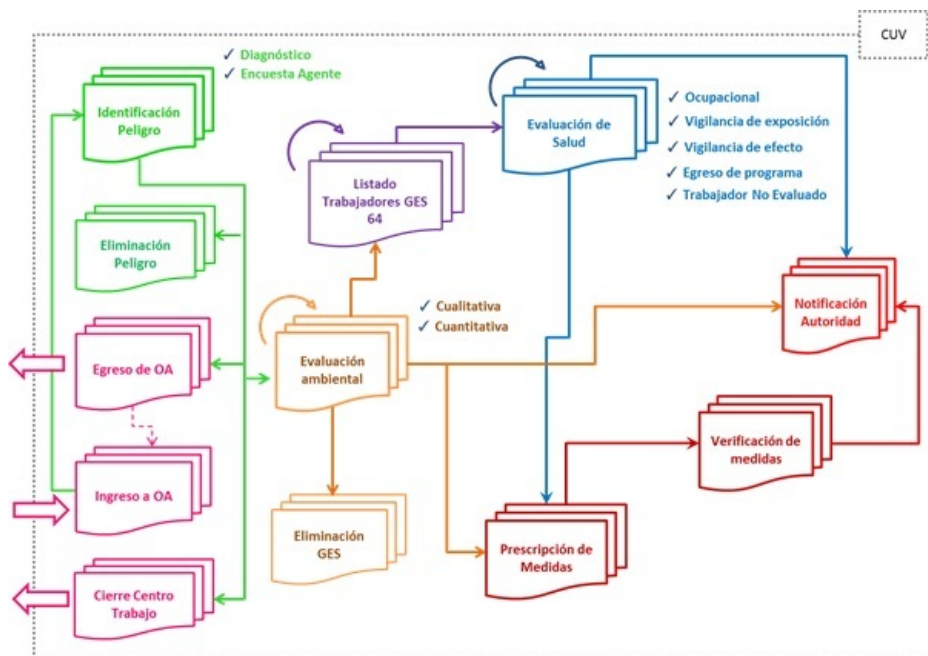 CUV
✓ Diagnóstico
✓ Encuesta Agente
Identificación
Peligro
Evaluación de
Salud
✓ Ocupacional
✓ Vigilancia de exposición
✓ Vigilancia de efecto
✓ Egreso de programa
✓ Trabajador No Evaluado
Listado
Trabajadores GES
64
Eliminación
Peligro
Notificación
Autoridad
✓ Cualitativa
✓ Cuantitativa
Egreso de OA
Evaluación
ambiental
Verificación de
medidas
Ingreso a OA
Eliminación
GES
Prescripción de
Medidas
Cierre Centro
Trabajo